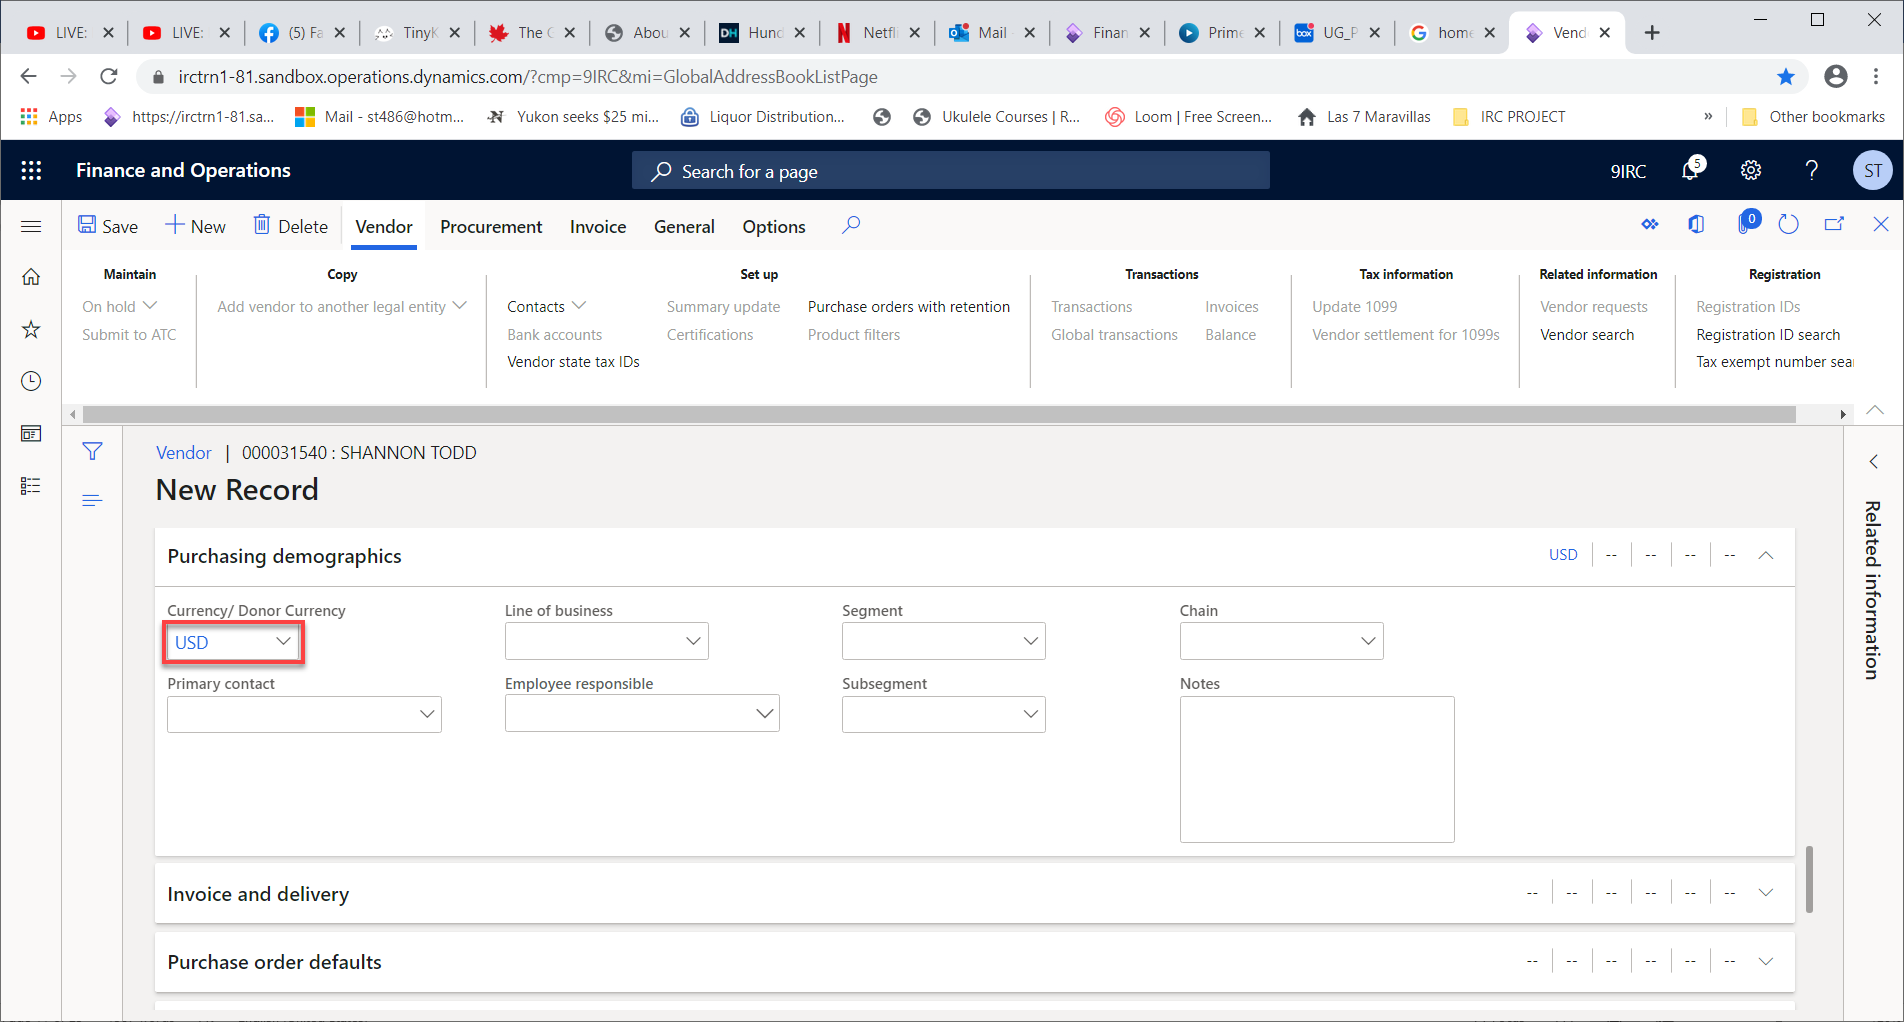 LIVE: LIVE: (5) Fa TinyK The G Abou DH Hund Netfli Mail Finan Prime box UG_P home Vend
irctrn1-81.sandbox.operations.dynamics.com/?cmp=9IRC&mi=GlobalAddressBookListPage
Apps https://irctrn1-81.sa... Mail - st486@hotm... Yukon seeks $25 mi... Liquor Distribution... Ukulele Courses | R... Loom | Free Screen... Las 7 Maravillas IRC PROJECT » Other bookmarks
Finance and Operations Search for a page 9IRC 5 ? ST
Save New Delete Vendor Procurement Invoice General Options 0
Maintain Copy Set up Transactions Tax information Related information Registration
On hold Add vendor to another legal entity Contacts Summary update Purchase orders with retention Transactions Invoices Update 1099 Vendor requests Registration IDs
Submit to ATC Bank accounts Certifications Product filters Global transactions Balance Vendor settlement for 1099s Vendor search Registration ID search
Vendor state tax IDs Tax exempt number sea
Vendor | 000031540 : SHANNON TODD
New Record
Related information
Purchasing demographics USD -- -- -- --
Currency/ Donor Currency Line of business Segment Chain
USD
Primary contact Employee responsible Subsegment Notes
Invoice and delivery -- -- -- -- -- --
Purchase order defaults -- -- -- -- -- --